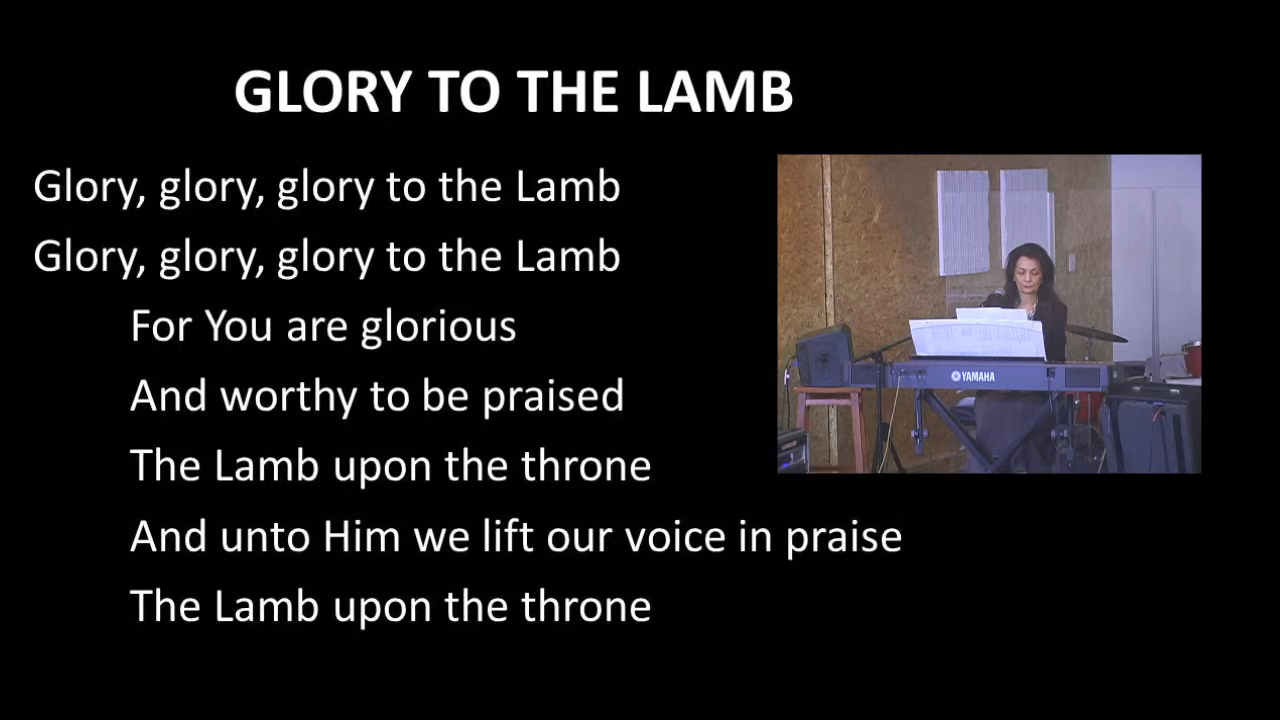 GLORY TO THE LAMB
Glory, glory, glory to the Lamb
Glory, glory, glory to the Lamb
For You are glorious
And worthy to be praised
The Lamb upon the throne
And unto Him we lift our voice in praise
The Lamb upon the throne
YAMAHA